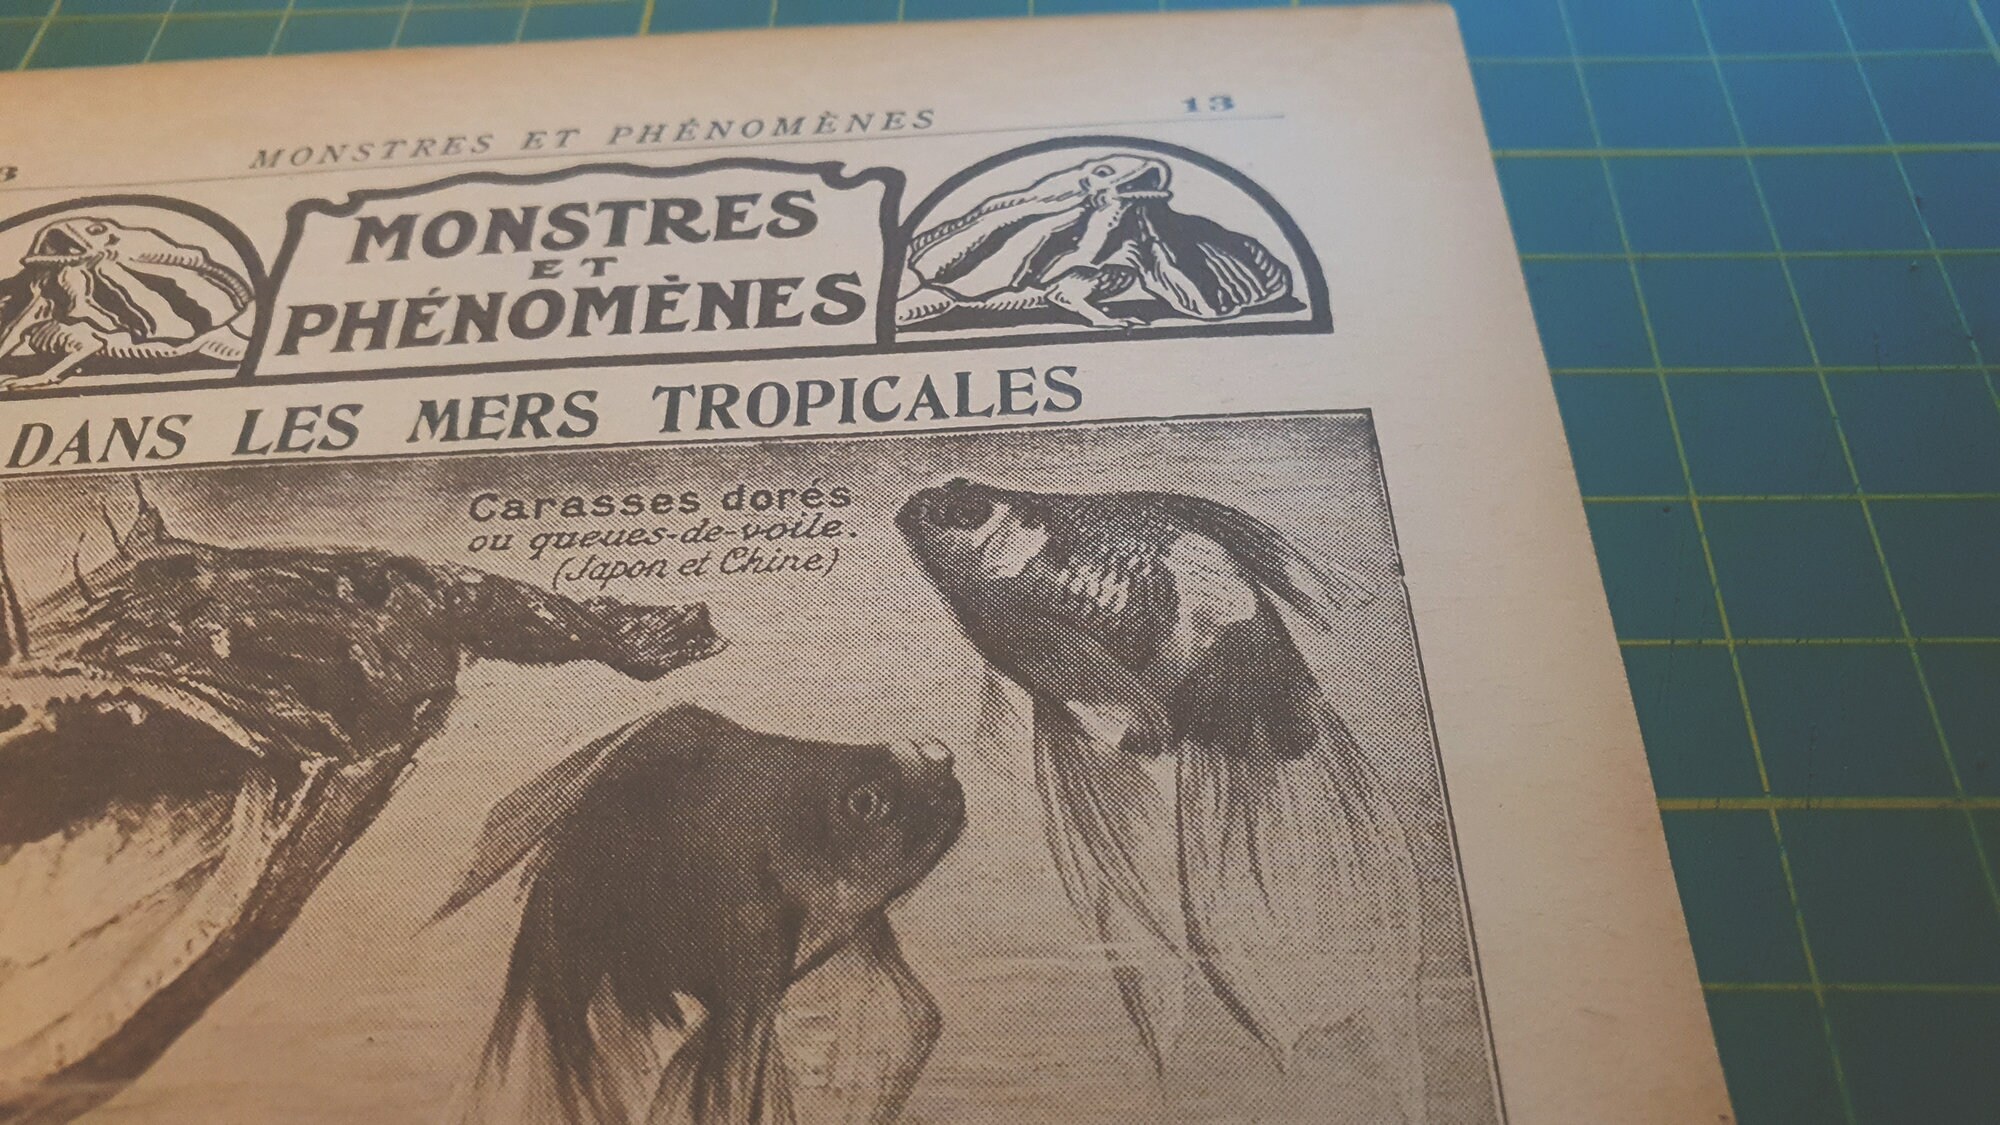 3
MONSTRES ET PHÉNOMÈNES 13
MONSTRES
ET
PHÉNOMÈNES
DANS LES MERS TROPICALES
Carasses dorés
ou queues-de-voile.
(Japon et Chine)